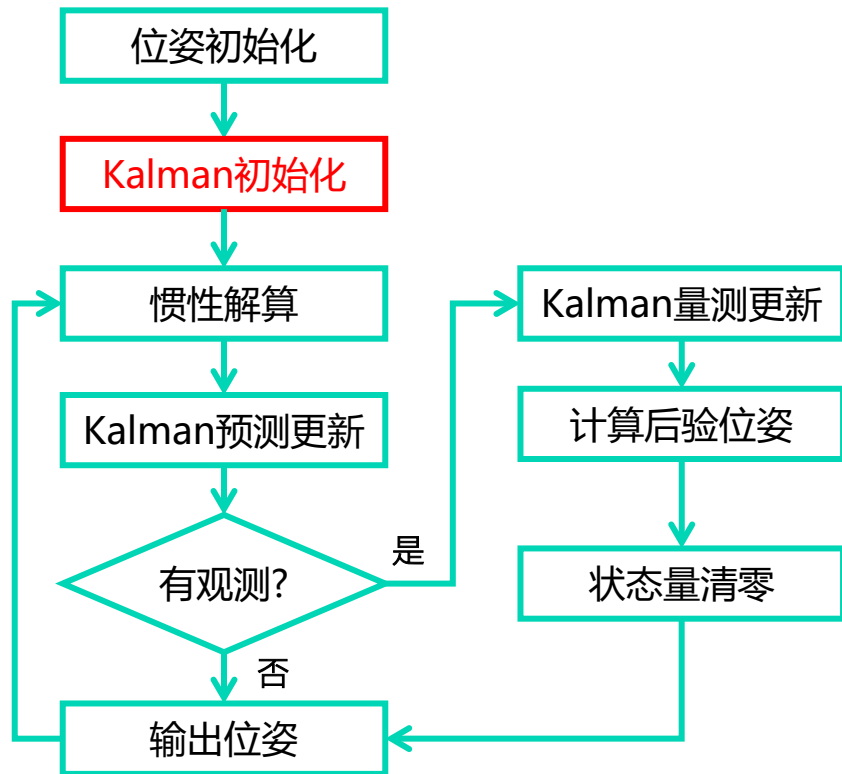 位姿初始化
Kalman初始化
惯性解算
Kalman预测更新
有观测?
是
否
输出位姿
Kalman量测更新
计算后验位姿
状态量清零